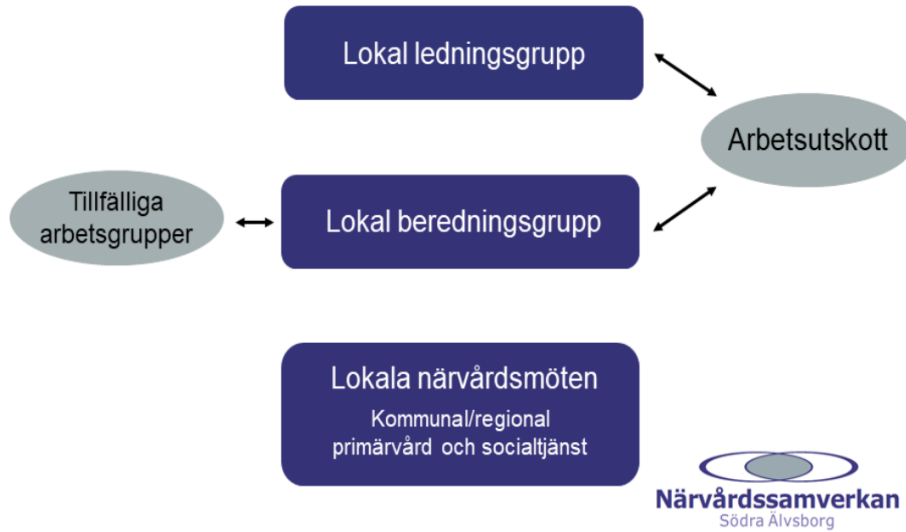 Lokal ledningsgrupp
Arbetsutskott
Tillfälliga
arbetsgrupper
Lokal beredningsgrupp
Lokala närvårdsmöten
Kommunal/regional
primärvård och socialtjänst
Närvårdssamverkan
Södra Älvsborg